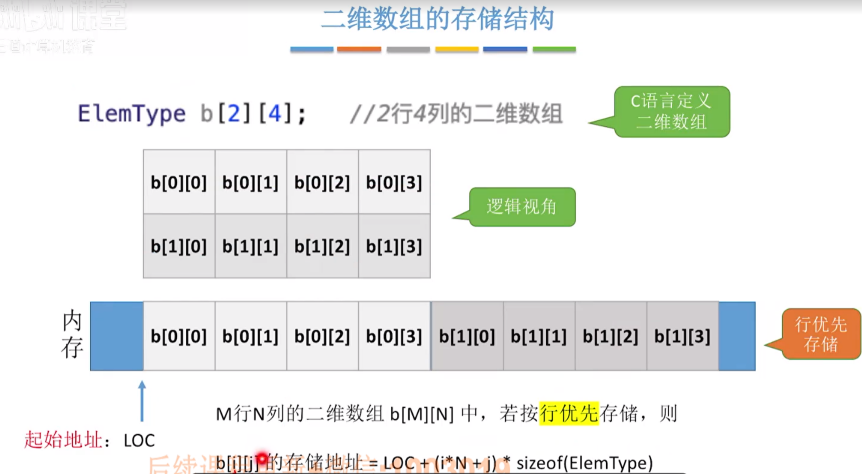 课堂
二维数组的存储结构
ElemType b[2][4]; //2行4列的二维数组
C语言定义
二维数组
b[0][0] b[0][1] b[0][2] b[0][3]
b[1][0] b[1][1] b[1][2] b[1][3]
逻辑视角
内存
b[0][0] b[0][1] b[0][2] b[0][3] b[1][0] b[1][1] b[1][2] b[1][3]
行优先
存储
M行N列的二维数组 b[M][N] 中，若按行优先存储，则
起始地址：LOC
b[i][j] 的存储地址 = LOC + (i*N + j) * sizeof(ElemType)